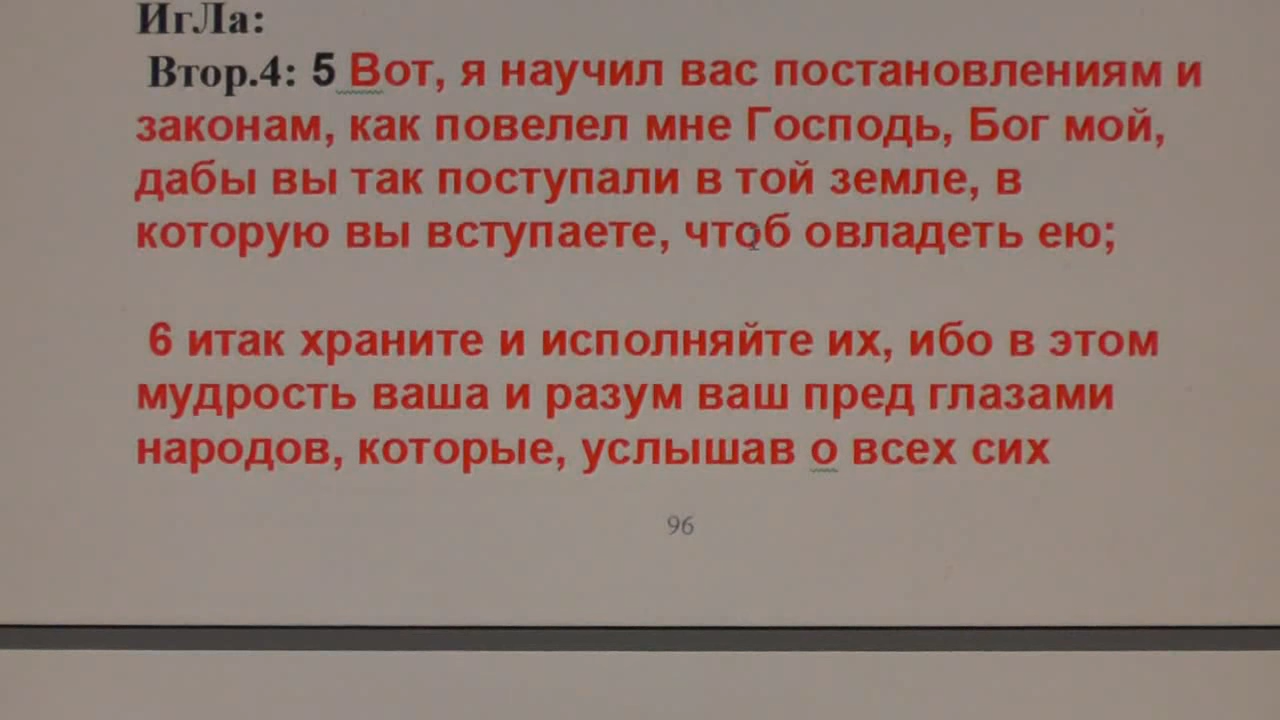 ИгЛа:
Втор.4: 5 Вот, я научил вас постановлениям и
законам, как повелел мне Господь, Бог мой,
дабы вы так поступали в той земле, в
которую вы вступаете, чтоб овладеть ею;
6 итак храните и исполняйте их, ибо в этом
мудрость ваша и разум ваш пред глазами
народов, которые, услышав о всех сих
96